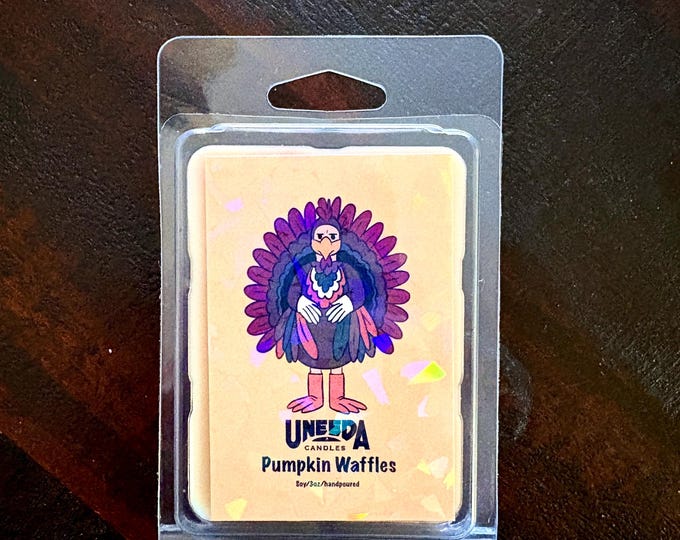 UNEEDA
CANDLES
Pumpkin Waffles
Soy/3oz/handpoured